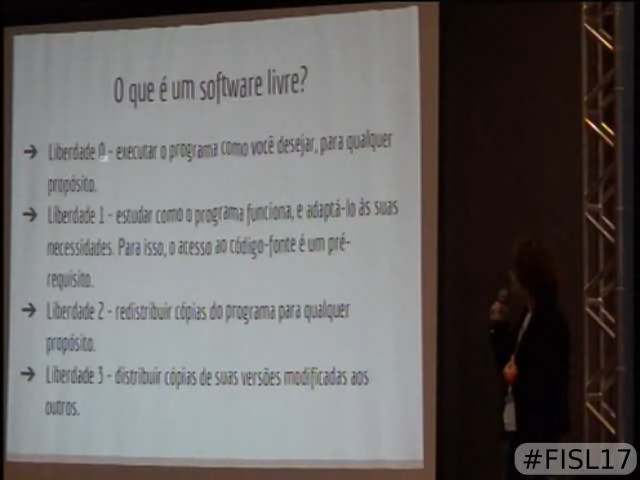 O que é um software livre?
➔ Liberdade 0 - executar o programa como você desejar, para qualquer
propósito.
➔ Liberdade 1 - estudar como o programa funciona, e adaptá-lo às suas
necessidades. Para isso, o acesso ao código-fonte é um pré-
requisito.
➔ Liberdade 2 - redistribuir cópias do programa para qualquer
propósito.
➔ Liberdade 3 - distribuir cópias de suas versões modificadas aos
outros.
#FISL17